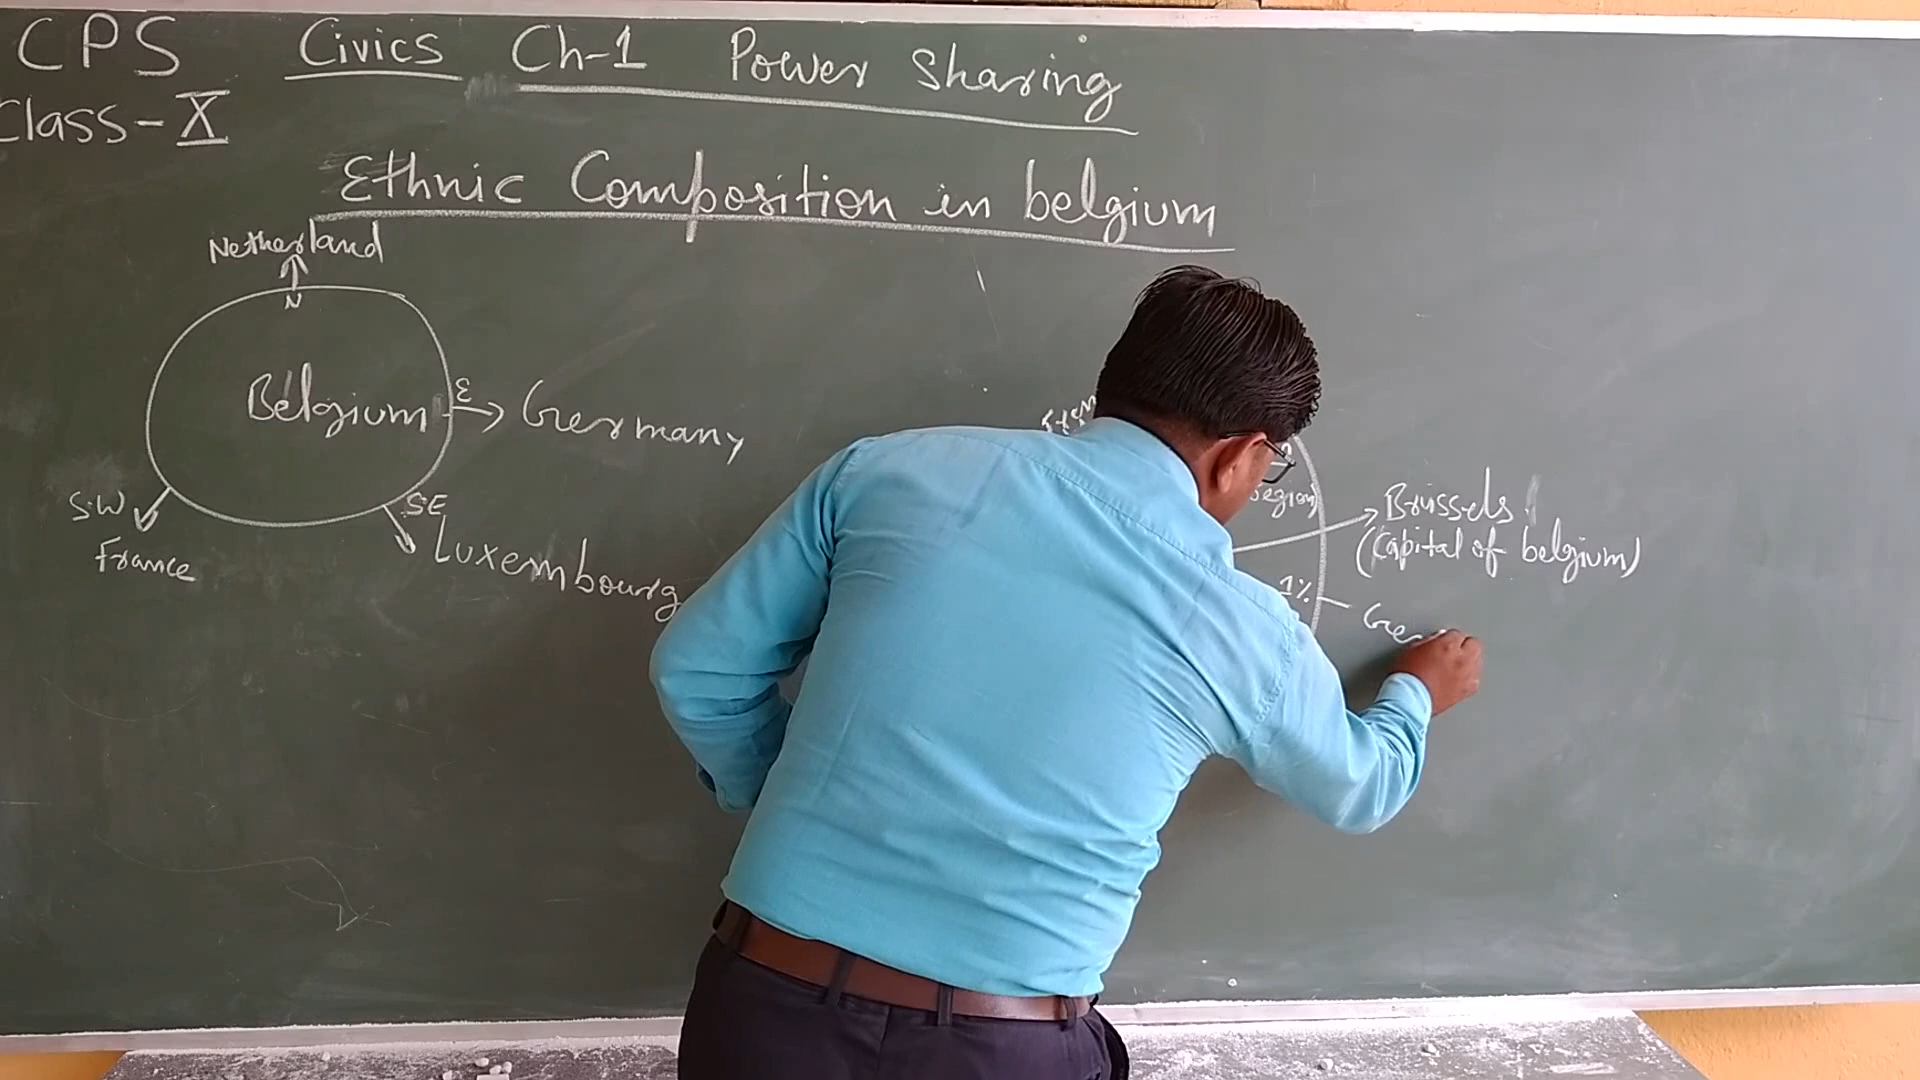 CPS Civics Ch-1 Power Sharing
Class-X
Ethnic Composition in belgium
Netherland
N
Belgium
E
Germany
S.W
France
SE
Luxembourg
region)
Brussels
(Capital of belgium)
1%
Ger